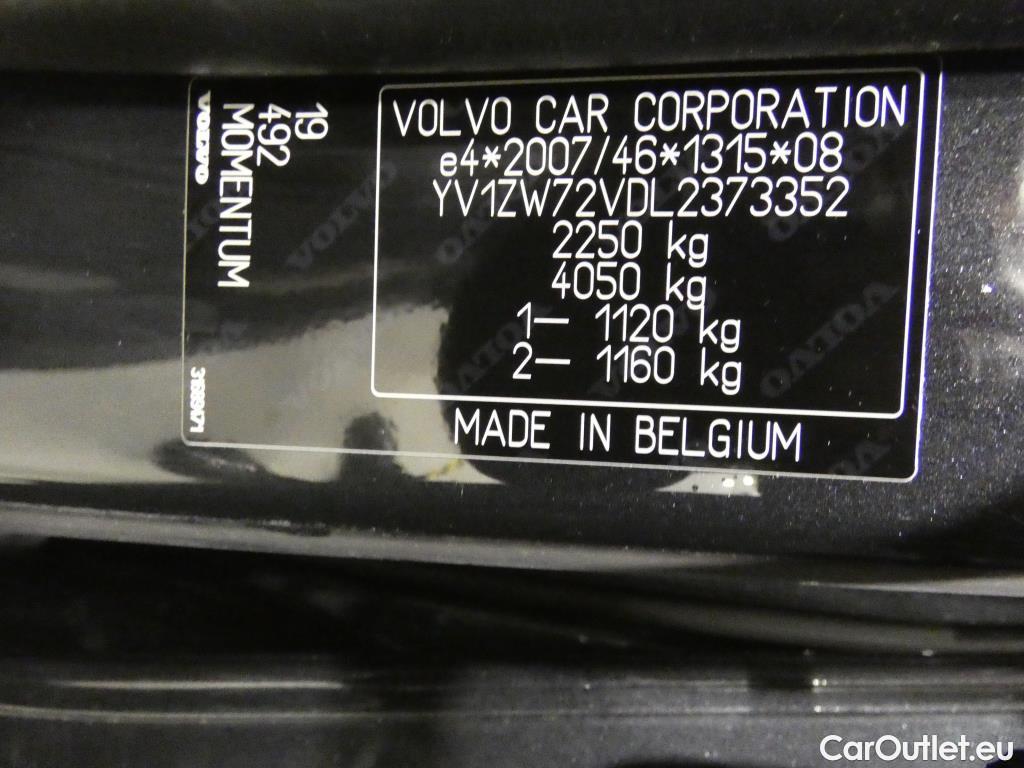 VOLVO CAR CORPORATION
e4*2007/46*1315*08
YV1ZW72VDL2373352
2250 kg
4050 kg
1– 1120 kg
2– 1160 kg
MADE IN BELGIUM
19
492
MOMENTUM
VOLVO
CarOutlet.eu